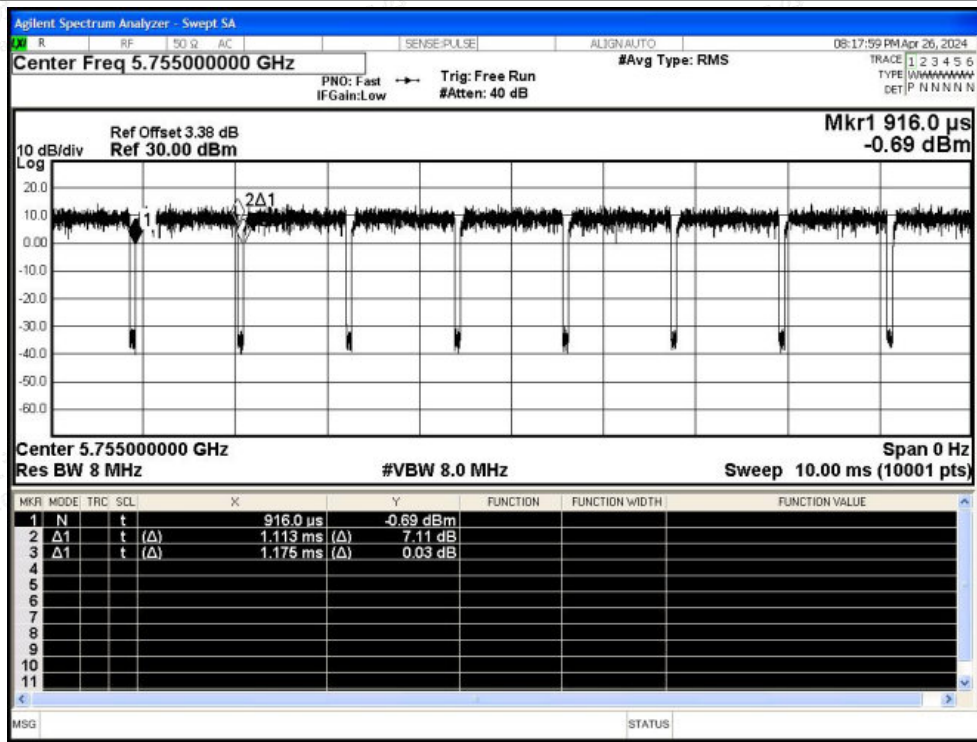 Agilent Spectrum Analyzer - Swept SA
LXI R RF 50 Ω AC SENSE:PULSE ALIGN AUTO 08:17:59 PM Apr 26, 2024
Center Freq 5.755000000 GHz #Avg Type: RMS TRACE 1 2 3 4 5 6
PNO: Fast Trig: Free Run TYPE WWWWWW
IFGain:Low #Atten: 40 dB DET P N N N N N
Mkr1 916.0 µs
Ref Offset 3.38 dB
10 dB/div Ref 30.00 dBm -0.69 dBm
Log
20.0
2Δ1
10.0
1
0.00
-10.0
-20.0
-30.0
-40.0
-50.0
-60.0
Center 5.755000000 GHz Span 0 Hz
Res BW 8 MHz #VBW 8.0 MHz Sweep 10.00 ms (10001 pts)
MKR MODE TRC SCL X Y FUNCTION FUNCTION WIDTH FUNCTION VALUE
1 N t 916.0 µs -0.69 dBm
2 Δ1 t (Δ) 1.113 ms (Δ) 7.11 dB
3 Δ1 t (Δ) 1.175 ms (Δ) 0.03 dB
4
5
6
7
8
9
10
11
MSG STATUS